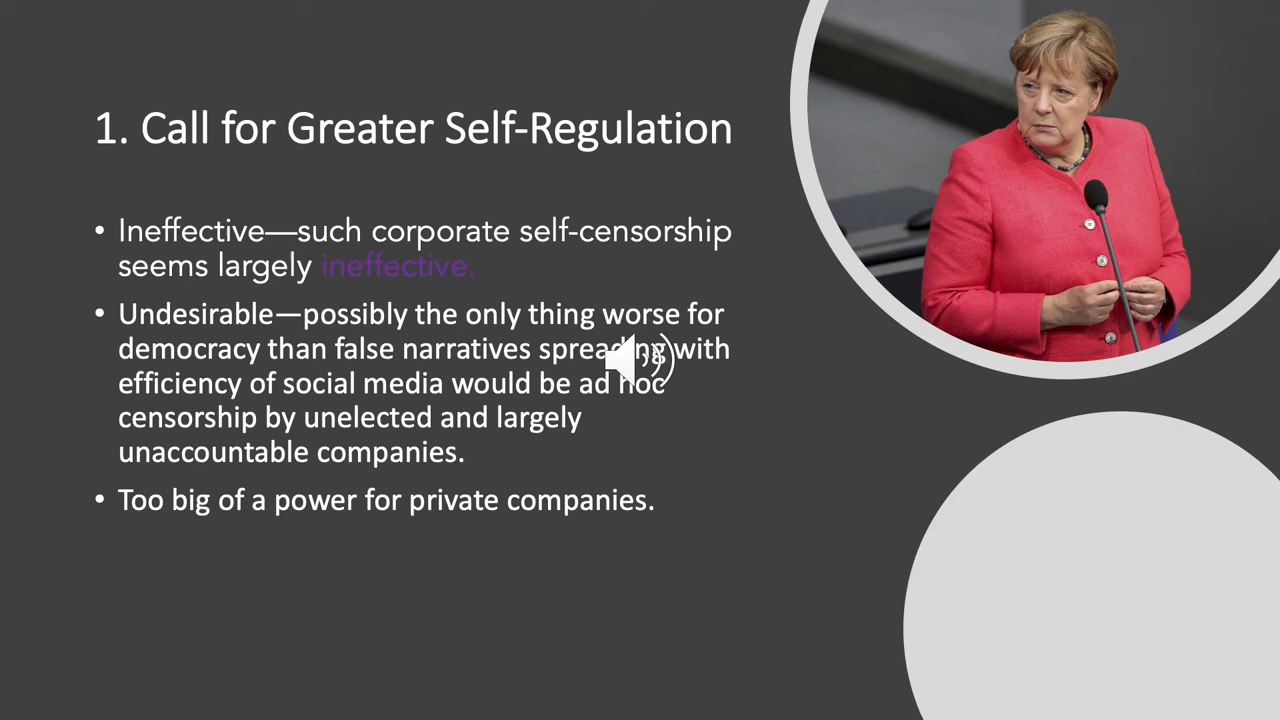 1. Call for Greater Self-Regulation
• Ineffective—such corporate self-censorship
seems largely ineffective.
• Undesirable—possibly the only thing worse for
democracy than false narratives spreading with
efficiency of social media would be ad hoc
censorship by unelected and largely
unaccountable companies.
• Too big of a power for private companies.